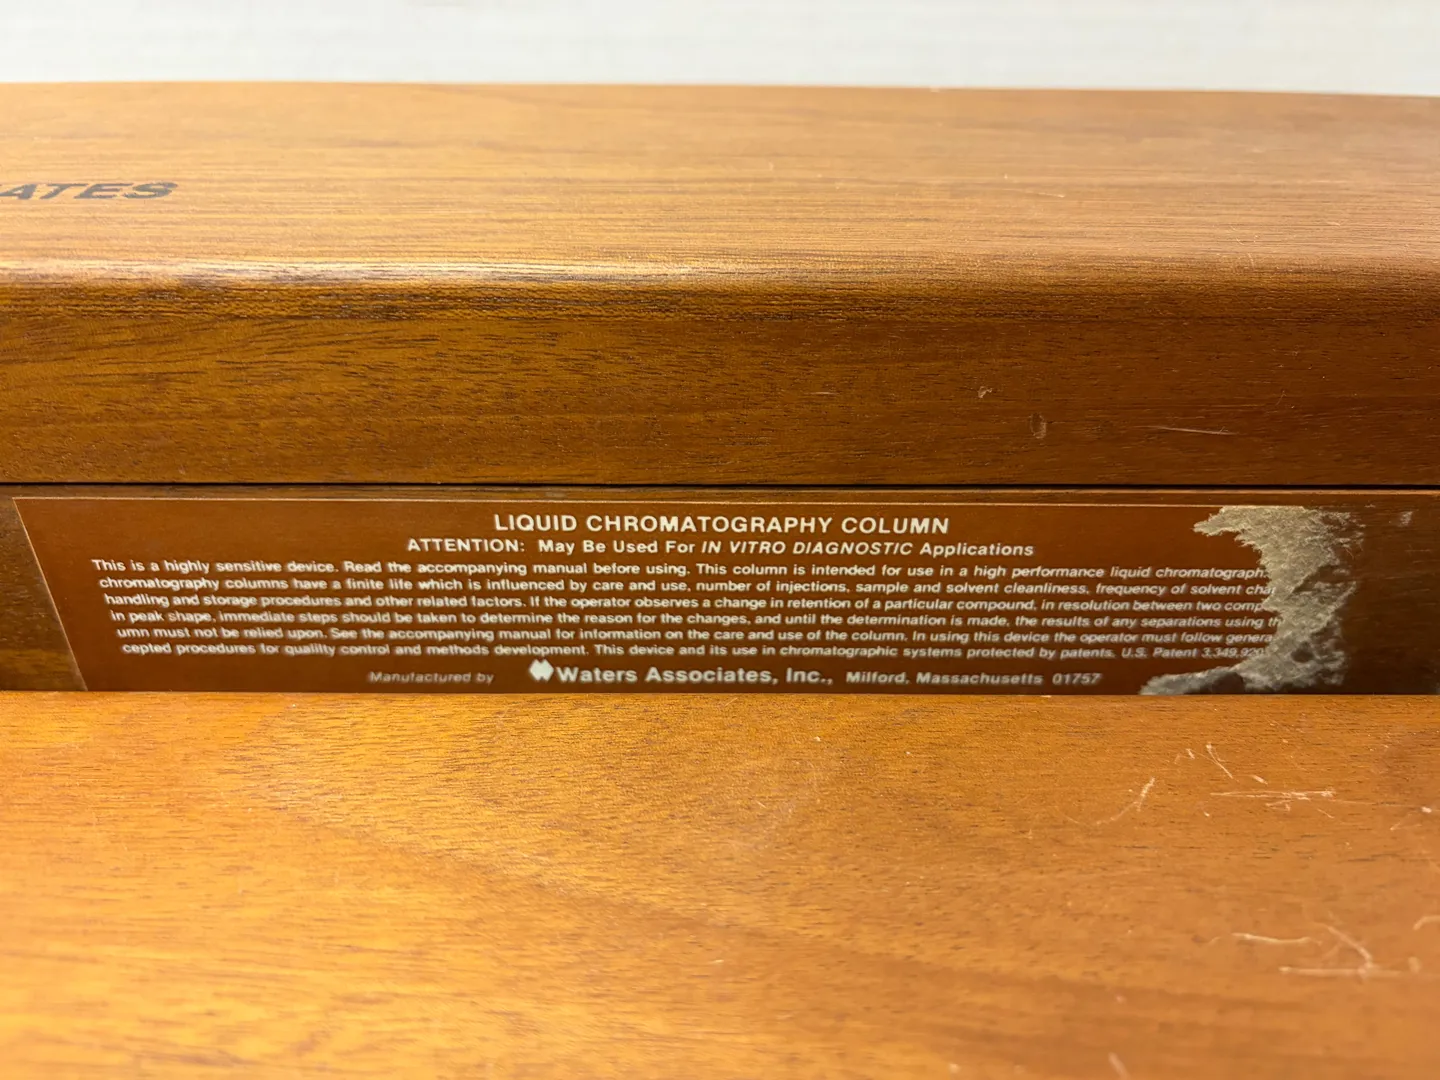 ATES
LIQUID CHROMATOGRAPHY COLUMN
ATTENTION: May Be Used For IN VITRO DIAGNOSTIC Applications
This is a highly sensitive device. Read the accompanying manual before using. This column is intended for use in a high performance liquid chromatograph.
chromatography columns have a finite life which is influenced by care and use, number of injections, sample and solvent cleanliness, frequency of solvent
handling and storage procedures and other related factors. If the operator observes a change in retention of a particular compound, in resolution between two
in peak shape, immediate steps should be taken to determine the reason for the changes, and until the determination is made, the results of any separations using
umn must not be relied upon. See the accompanying manual for information on the care and use of the column. In using this device the operator must follow
cepted procedures for quality control and methods development. This device and its use in chromatographic systems protected by patents. U.S. Patent 3,349,920
Manufactured by Waters Associates, Inc., Milford, Massachusetts 01757